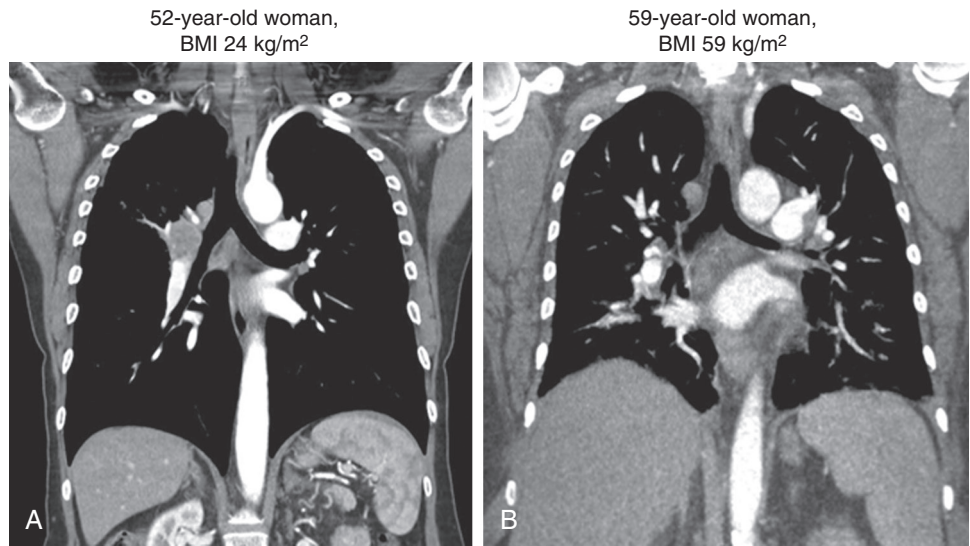 52-year-old woman,
BMI 24 kg/m²
59-year-old woman,
BMI 59 kg/m²
A
B